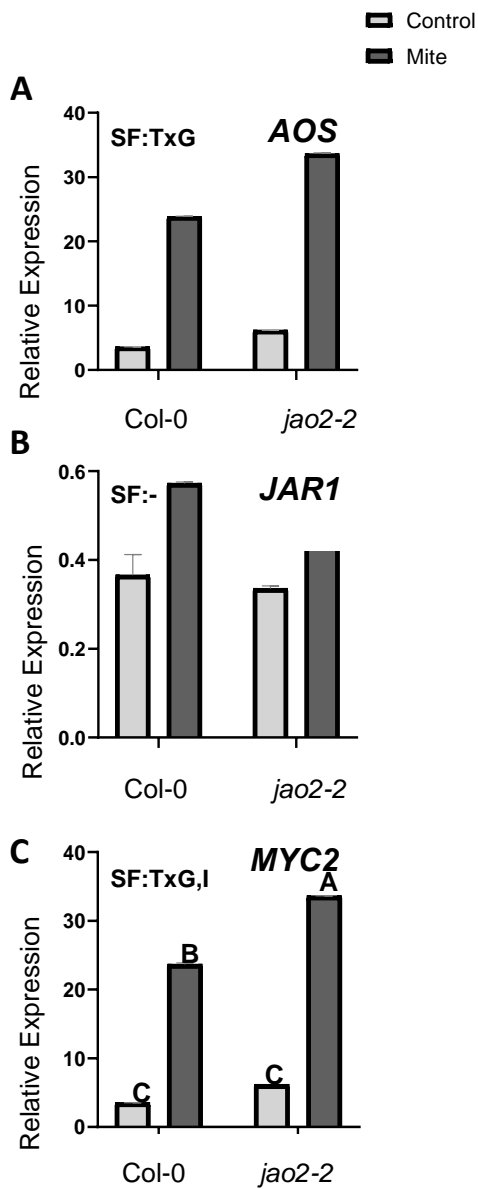 Control
Mite
A
SF:TxG
AOS
Relative Expression
40
30
20
10
0
Col-0
jao2-2
B
SF:-
JAR1
Relative Expression
0.6
0.4
0.2
0.0
Col-0
jao2-2
C
SF:TxG,I
MYC2
Relative Expression
40
30
20
10
0
C
B
C
A
Col-0
jao2-2